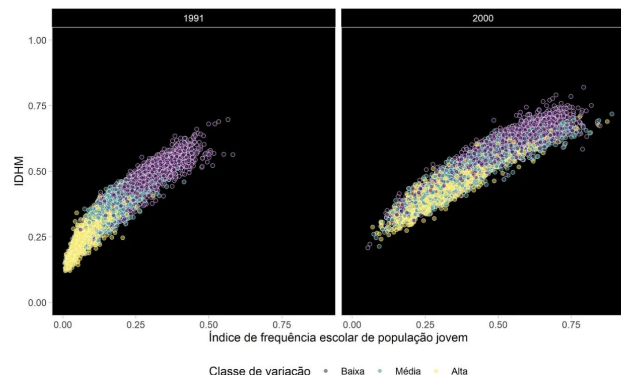 1991 2000
1.00
0.75
0.50
0.25
0.00
IDHM
0.00 0.25 0.50 0.75 0.00 0.25 0.50 0.75
Índice de frequência escolar de população jovem
Classe de variação Baixa Média Alta